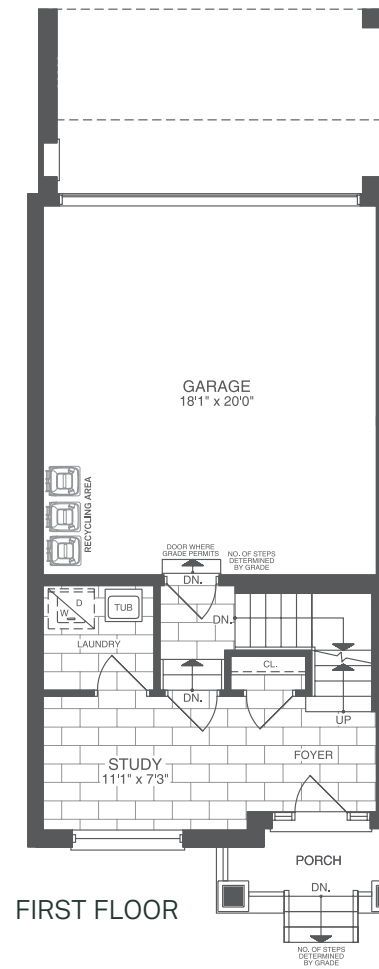 GARAGE
18'1" x 20'0"
RECYCLING AREA
DOOR WHERE
GRADE PERMITS
NO. OF STEPS
DETERMINED
BY GRADE
DN.
D
W
TUB
DN.
LAUNDRY
CL.
DN.
UP
STUDY
11'1" x 7'3"
FOYER
PORCH
DN.
FIRST FLOOR
NO. OF STEPS
DETERMINED
BY GRADE